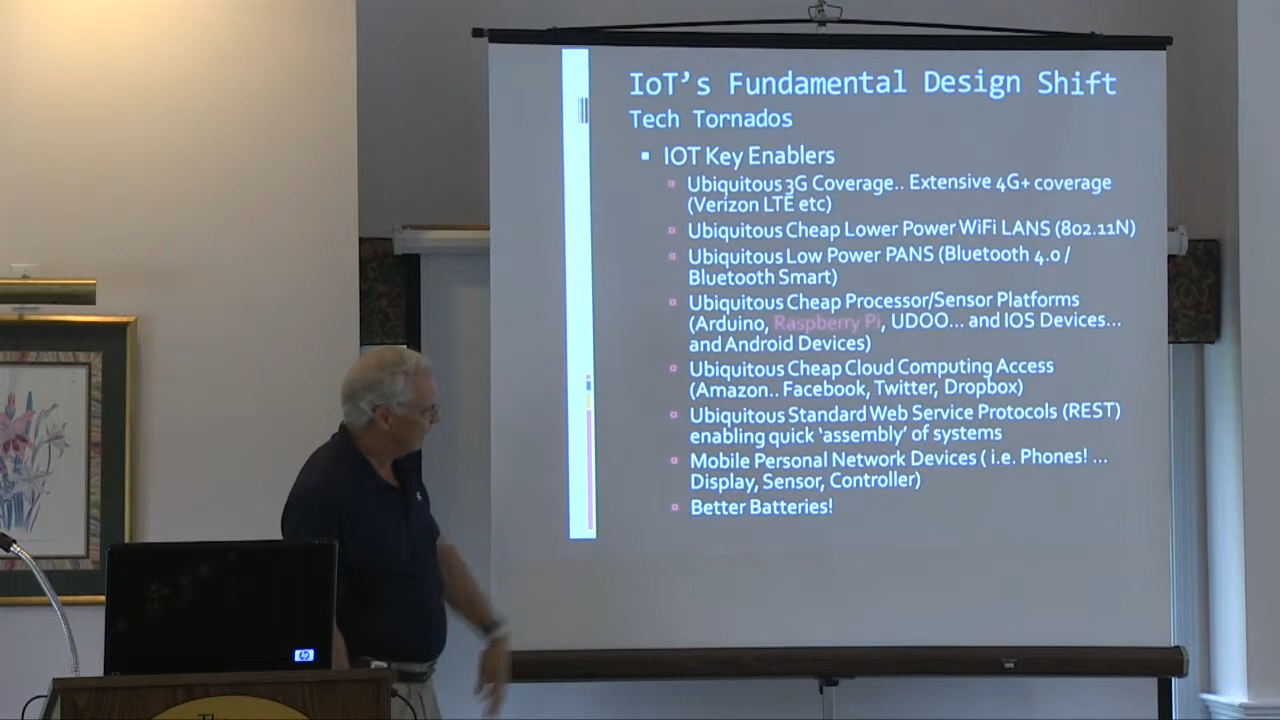 IoT's Fundamental Design Shift
Tech Tornados
IOT Key Enablers
Ubiquitous 3G Coverage.. Extensive 4G+ coverage
(Verizon LTE etc)
Ubiquitous Cheap Lower Power WiFi LANS (802.11N)
Ubiquitous Low Power PANS (Bluetooth 4.0 /
Bluetooth Smart)
Ubiquitous Cheap Processor/Sensor Platforms
(Arduino, Raspberry Pi, UDOO... and IOS Devices...
and Android Devices)
Ubiquitous Cheap Cloud Computing Access
(Amazon.. Facebook, Twitter, Dropbox)
Ubiquitous Standard Web Service Protocols (REST)
enabling quick 'assembly' of systems
Mobile Personal Network Devices ( i.e. Phones! ...
Display, Sensor, Controller)
Better Batteries!
hp
The